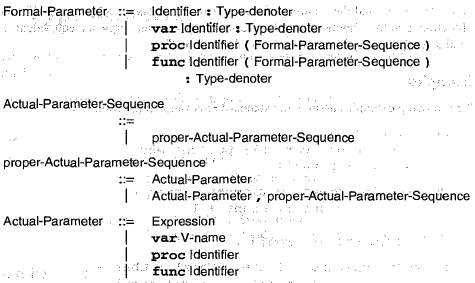 Formal-Parameter ::= Identifier : Type-denoter
| var Identifier : Type-denoter
| proc Identifier ( Formal-Parameter-Sequence )
| func Identifier ( Formal-Parameter-Sequence )
: Type-denoter
Actual-Parameter-Sequence
::=
| proper-Actual-Parameter-Sequence
proper-Actual-Parameter-Sequence
::= Actual-Parameter
| Actual-Parameter , proper-Actual-Parameter-Sequence
Actual-Parameter ::= Expression
| var V-name
| proc Identifier
| func Identifier